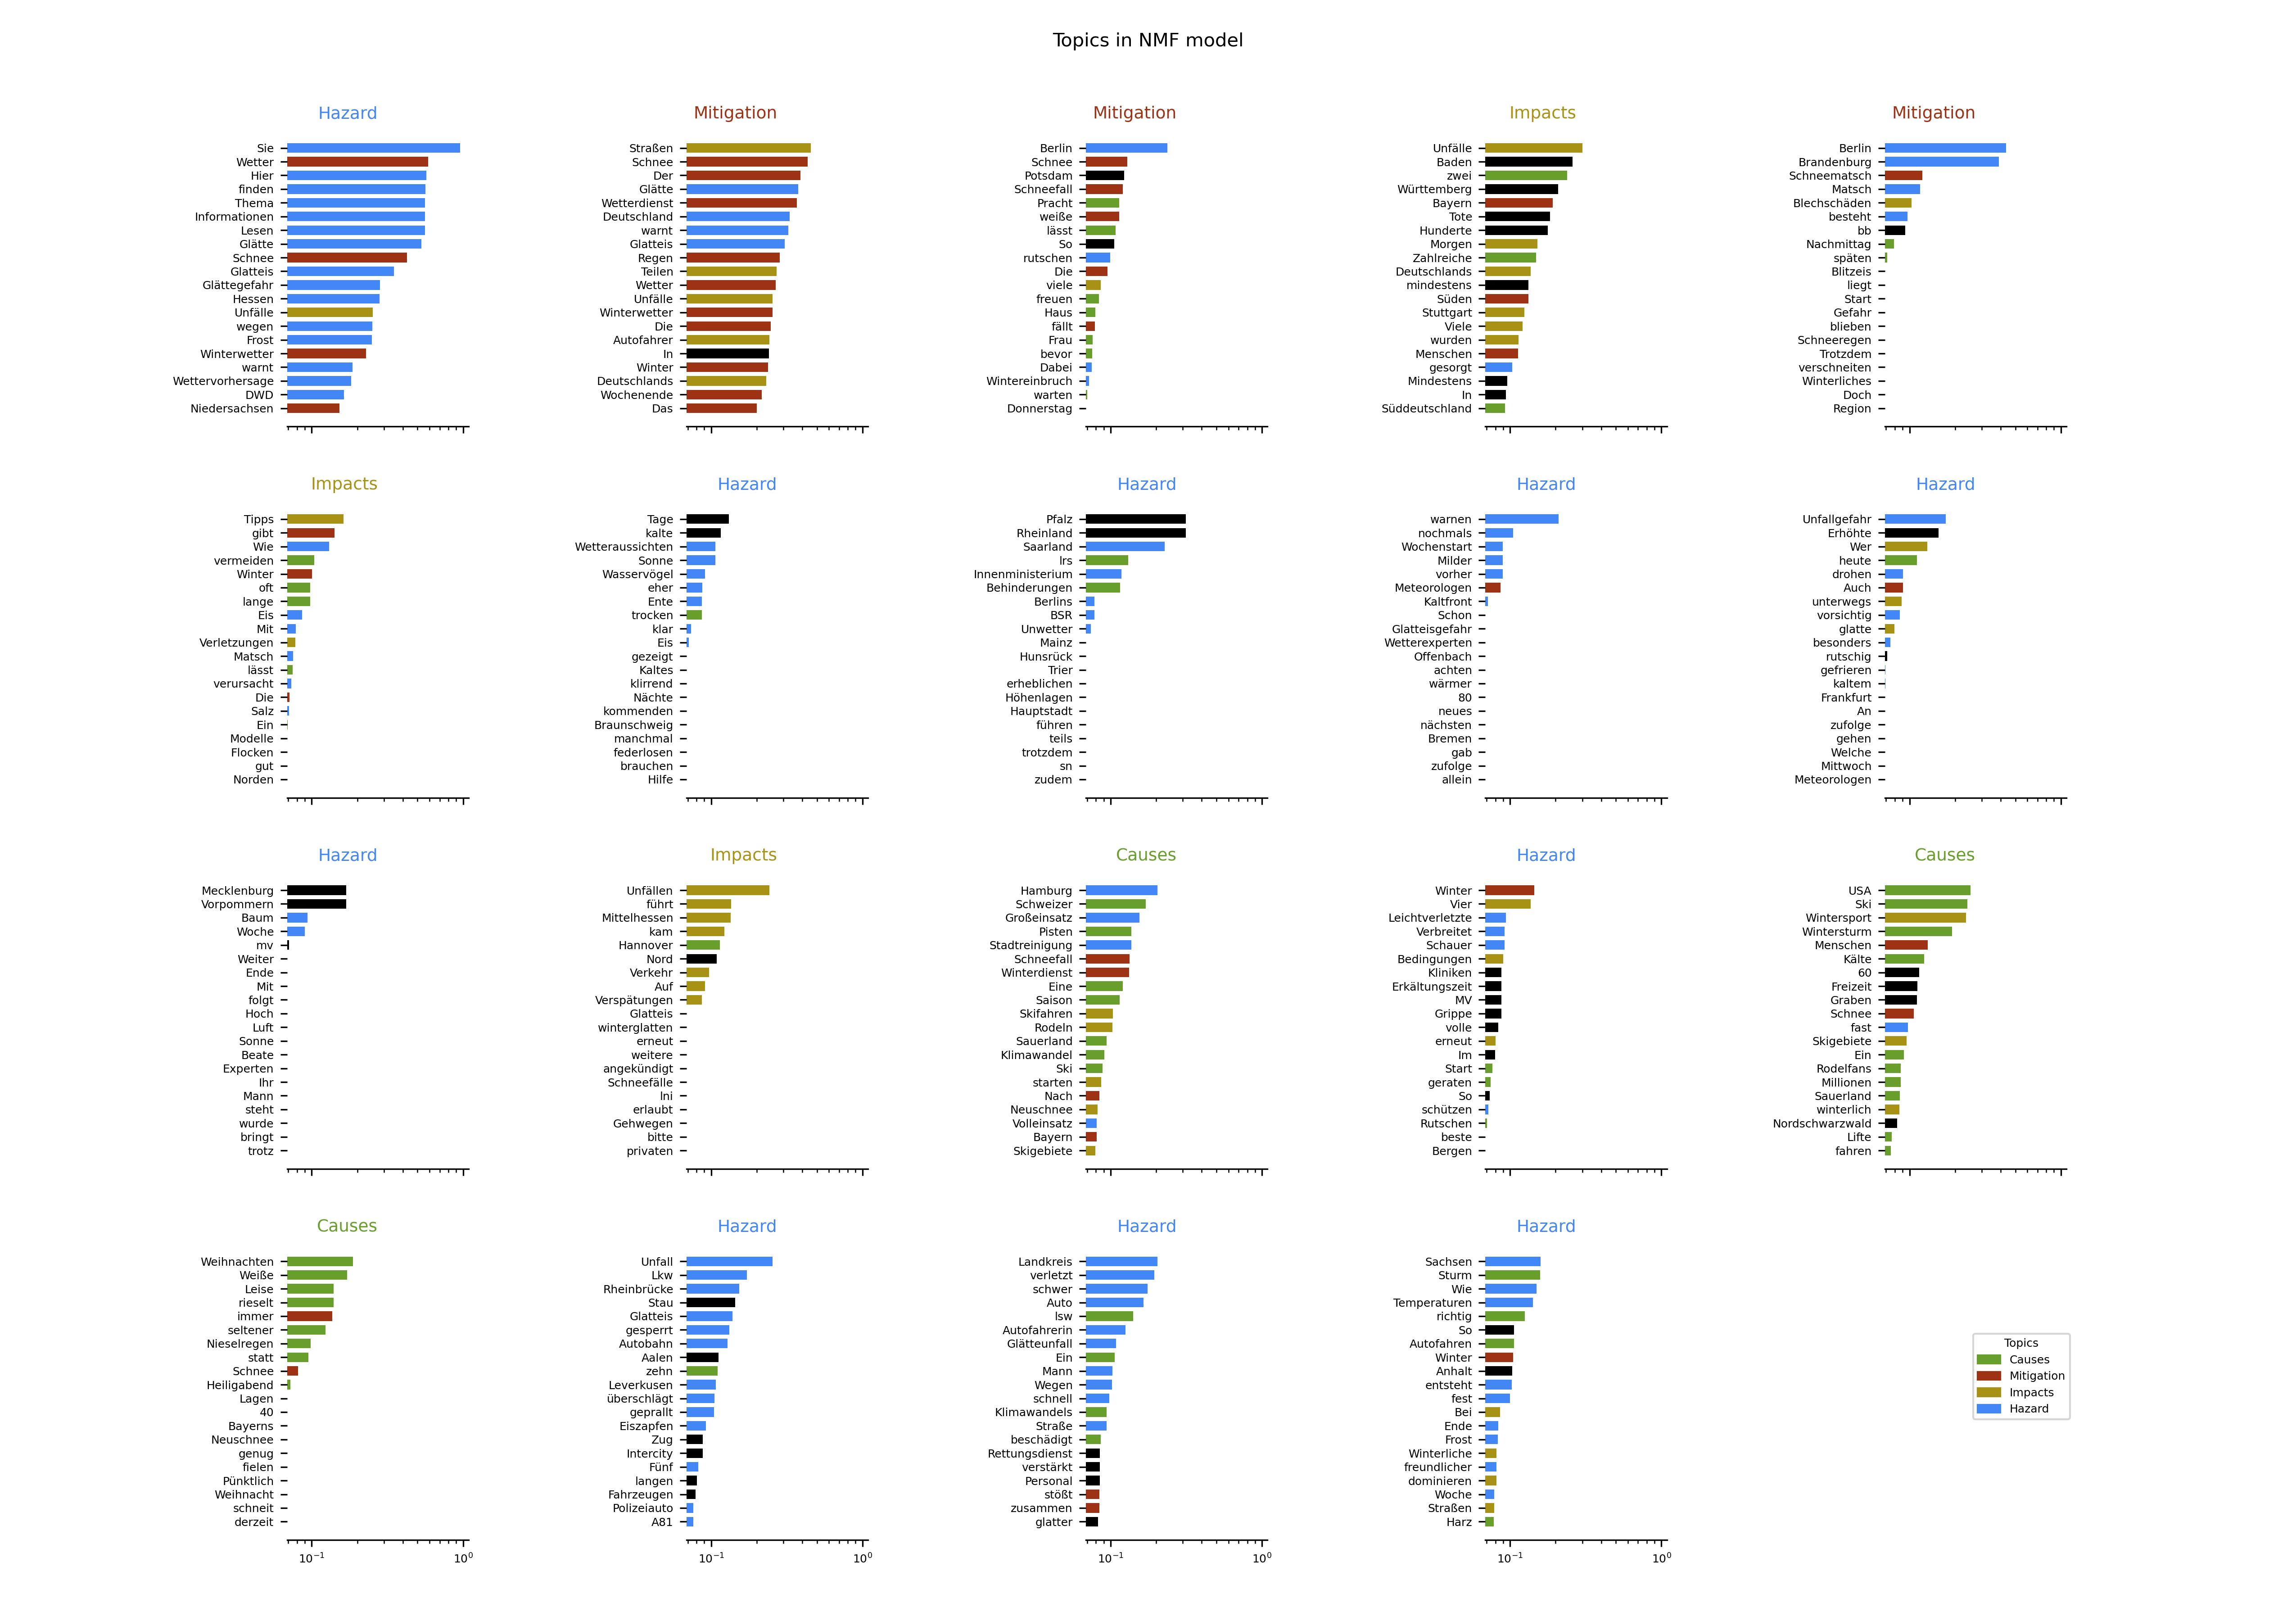 Topics in NMF model
Hazard
Sie
Wetter
Hier
finden
Thema
Informationen
Lesen
Glätte
Schnee
Glatteis
Glättegefahr
Hessen
Unfälle
wegen
Frost
Winterwetter
warnt
Wettervorhersage
DWD
Niedersachsen
Mitigation
Straßen
Schnee
Der
Glätte
Wetterdienst
Deutschland
warnt
Glatteis
Regen
Teilen
Wetter
Unfälle
Winterwetter
Die
Autofahrer
In
Winter
Deutschlands
Wochenende
Das
Mitigation
Berlin
Schnee
Potsdam
Schneefall
Pracht
weiße
lässt
So
rutschen
Die
viele
freuen
Haus
fällt
Frau
bevor
Dabei
Wintereinbruch
warten
Donnerstag
Impacts
Unfälle
Baden
zwei
Württemberg
Bayern
Tote
Hunderte
Morgen
Zahlreiche
Deutschlands
mindestens
Süden
Stuttgart
Viele
wurden
Menschen
gesorgt
Mindestens
In
Süddeutschland
Mitigation
Berlin
Brandenburg
Schneematsch
Matsch
Blechschäden
besteht
bb
Nachmittag
späten
Blitzeis
liegt
Start
Gefahr
blieben
Schneeregen
Trotzdem
verschneiten
Winterliches
Doch
Region
Impacts
Tipps
gibt
Wie
vermeiden
Winter
oft
lange
Eis
Mit
Verletzungen
Matsch
lässt
verursacht
Die
Salz
Ein
Modelle
Flocken
gut
Norden
Hazard
Tage
kalte
Wetteraussichten
Sonne
Wasservögel
eher
Ente
trocken
klar
Eis
gezeigt
Kaltes
klirrend
Nächte
kommenden
Braunschweig
manchmal
federlosen
brauchen
Hilfe
Hazard
Pfalz
Rheinland
Saarland
lrs
Innenministerium
Behinderungen
Berlins
BSR
Unwetter
Mainz
Hunsrück
Trier
erheblichen
Höhenlagen
Hauptstadt
führen
teils
trotzdem
sn
zudem
Hazard
warnen
nochmals
Wochenstart
Milder
vorher
Meteorologen
Kaltfront
Schon
Glatteisgefahr
Wetterexperten
Offenbach
achten
wärmer
80
neues
nächsten
Bremen
gab
zufolge
allein
Hazard
Unfallgefahr
Erhöhte
Wer
heute
drohen
Auch
unterwegs
vorsichtig
glatte
besonders
rutschig
gefrieren
kaltem
Frankfurt
An
zufolge
gehen
Welche
Mittwoch
Meteorologen
Hazard
Mecklenburg
Vorpommern
Baum
Woche
mv
Weiter
Ende
Mit
folgt
Hoch
Luft
Sonne
Beate
Experten
Ihr
Mann
steht
wurde
bringt
trotz
Impacts
Unfällen
führt
Mittelhessen
kam
Hannover
Nord
Verkehr
Auf
Verspätungen
Glatteis
winterglatten
erneut
weitere
angekündigt
Schneefälle
lni
erlaubt
Gehwegen
bitte
privaten
Causes
Hamburg
Schweizer
Großeinsatz
Pisten
Stadtreinigung
Schneefall
Winterdienst
Eine
Saison
Skifahren
Rodeln
Sauerland
Klimawandel
Ski
starten
Nach
Neuschnee
Volleinsatz
Bayern
Skigebiete
Hazard
Winter
Vier
Leichtverletzte
Verbreitet
Schauer
Bedingungen
Kliniken
Erkältungszeit
MV
Grippe
volle
erneut
Im
Start
geraten
So
schützen
Rutschen
beste
Bergen
Causes
USA
Ski
Wintersport
Wintersturm
Menschen
Kälte
60
Freizeit
Graben
Schnee
fast
Skigebiete
Ein
Rodelfans
Millionen
Sauerland
winterlich
Nordschwarzwald
Lifte
fahren
Causes
Weihnachten
Weiße
Leise
rieselt
immer
seltener
Nieselregen
statt
Schnee
Heiligabend
Lagen
40
Bayerns
Neuschnee
genug
fielen
Pünktlich
Weihnacht
schneit
derzeit
10⁻¹ 10⁰
Hazard
Unfall
Lkw
Rheinbrücke
Stau
Glatteis
gesperrt
Autobahn
Aalen
zehn
Leverkusen
überschlägt
geprallt
Eiszapfen
Zug
Intercity
Fünf
langen
Fahrzeugen
Polizeiauto
A81
10⁻¹ 10⁰
Hazard
Landkreis
verletzt
schwer
Auto
lsw
Autofahrerin
Glätteunfall
Ein
Mann
Wegen
schnell
Klimawandels
Straße
beschädigt
Rettungsdienst
verstärkt
Personal
stößt
zusammen
glatter
10⁻¹ 10⁰
Hazard
Sachsen
Sturm
Wie
Temperaturen
richtig
So
Autofahren
Winter
Anhalt
entsteht
fest
Bei
Ende
Frost
Winterliche
freundlicher
dominieren
Woche
Straßen
Harz
10⁻¹ 10⁰
Topics
Causes
Mitigation
Impacts
Hazard